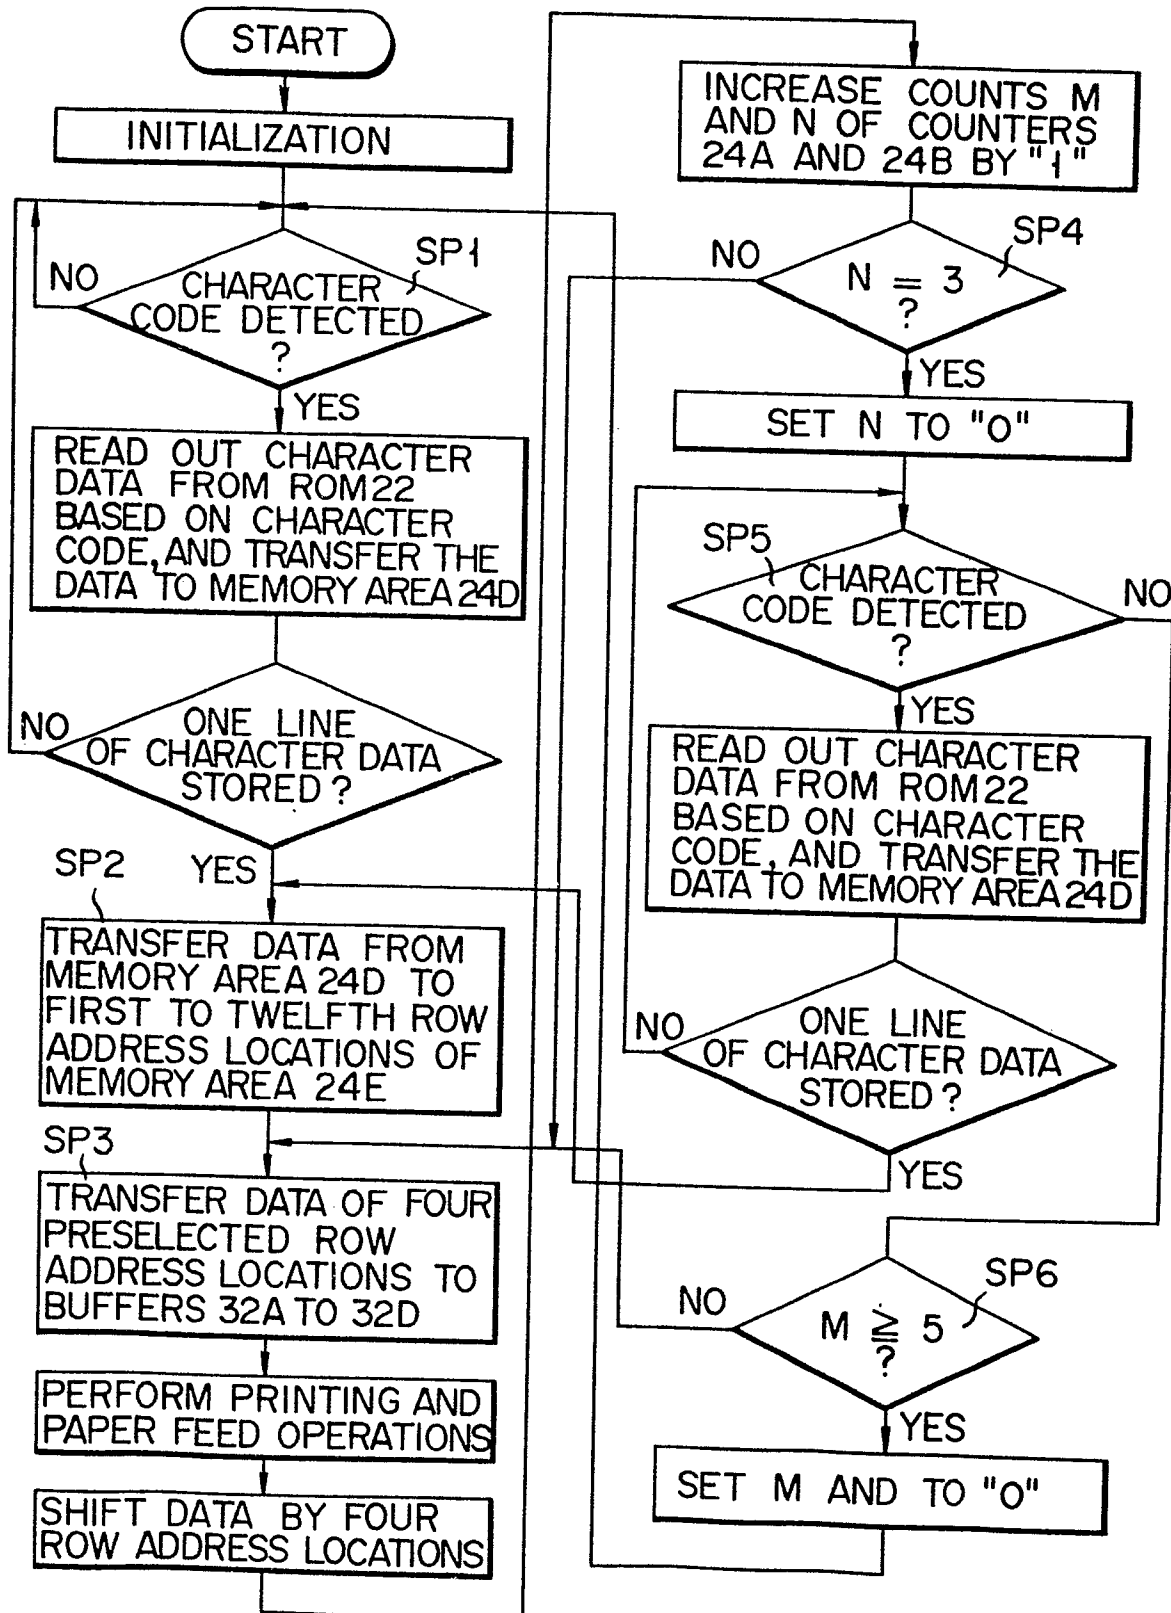 START
INITIALIZATION
SP1
NO
CHARACTER
CODE DETECTED
?
YES
READ OUT CHARACTER
DATA FROM ROM22
BASED ON CHARACTER
CODE, AND TRANSFER THE
DATA TO MEMORY AREA 24D
NO
ONE LINE
OF CHARACTER DATA
STORED ?
YES
SP2
TRANSFER DATA FROM
MEMORY AREA 24D TO
FIRST TO TWELFTH ROW
ADDRESS LOCATIONS OF
MEMORY AREA 24E
SP3
TRANSFER DATA OF FOUR
PRESELECTED ROW
ADDRESS LOCATIONS TO
BUFFERS 32A TO 32D
PERFORM PRINTING AND
PAPER FEED OPERATIONS
SHIFT DATA BY FOUR
ROW ADDRESS LOCATIONS
INCREASE COUNTS M
AND N OF COUNTERS
24A AND 24B BY "1"
SP4
NO
N = 3
?
YES
SET N TO "0"
SP5
CHARACTER
CODE DETECTED
?
NO
YES
READ OUT CHARACTER
DATA FROM ROM22
BASED ON CHARACTER
CODE, AND TRANSFER THE
DATA TO MEMORY AREA 24D
NO
ONE LINE
OF CHARACTER DATA
STORED ?
YES
SP6
NO
M ≧ 5
?
YES
SET M AND TO "0"